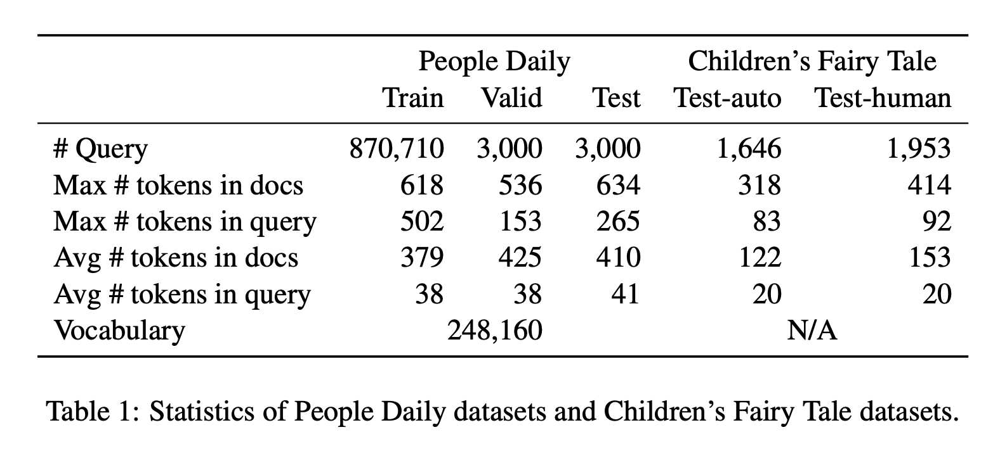 People Daily Children's Fairy Tale
Train Valid Test Test-auto Test-human
# Query 870,710 3,000 3,000 1,646 1,953
Max # tokens in docs 618 536 634 318 414
Max # tokens in query 502 153 265 83 92
Avg # tokens in docs 379 425 410 122 153
Avg # tokens in query 38 38 41 20 20
Vocabulary 248,160 N/A
Table 1: Statistics of People Daily datasets and Children's Fairy Tale datasets.